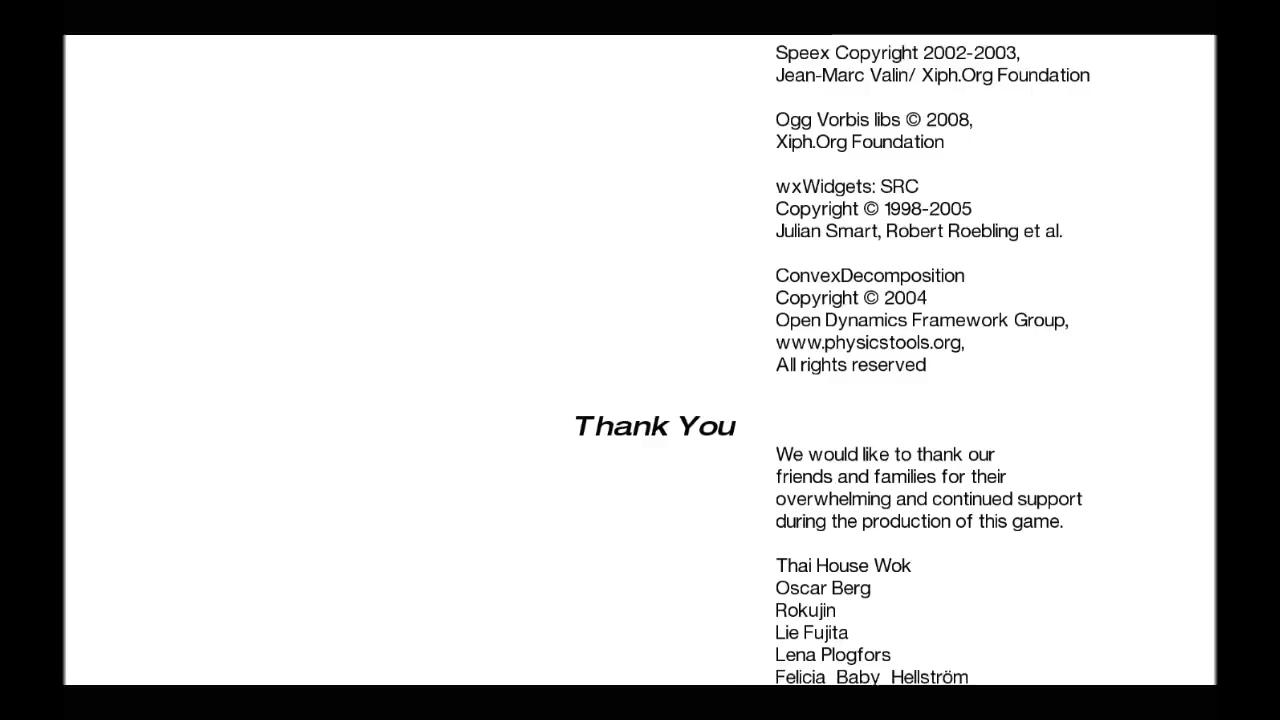 Speex Copyright 2002-2003,
Jean-Marc Valin/ Xiph.Org Foundation
Ogg Vorbis libs © 2008,
Xiph.Org Foundation
wxWidgets: SRC
Copyright © 1998-2005
Julian Smart, Robert Roebling et al.
ConvexDecomposition
Copyright © 2004
Open Dynamics Framework Group,
www.physicstools.org,
All rights reserved
Thank You
We would like to thank our
friends and families for their
overwhelming and continued support
during the production of this game.
Thai House Wok
Oscar Berg
Rokujin
Lie Fujita
Lena Plogfors
Felicia Baby Hellström